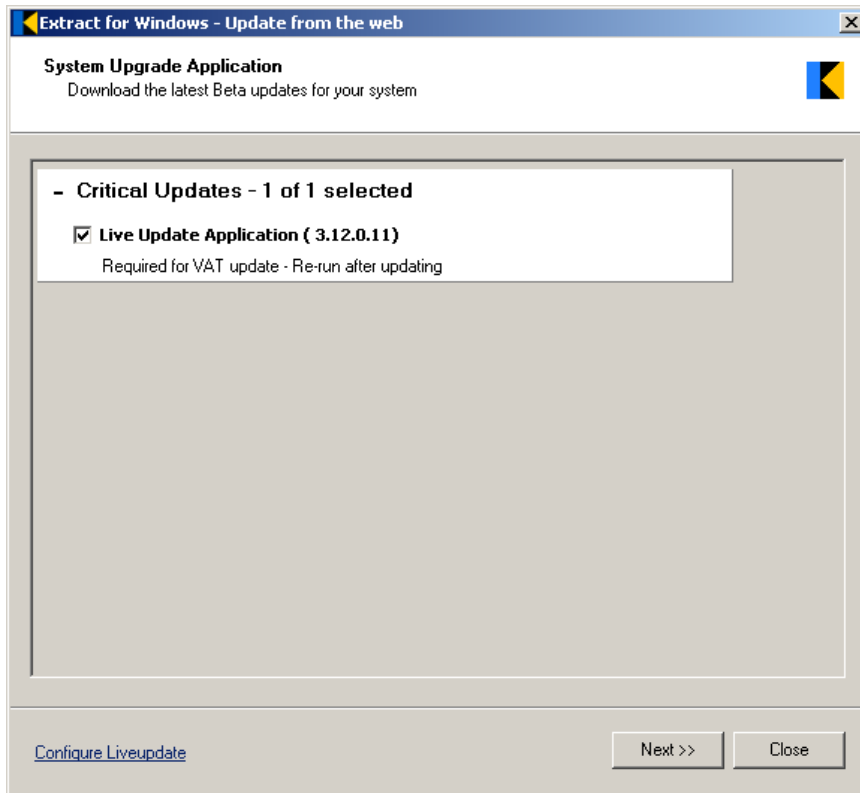 Extract for Windows - Update from the web
System Upgrade Application
Download the latest Beta updates for your system
- Critical Updates - 1 of 1 selected
Live Update Application ( 3.12.0.11)
Required for VAT update - Re-run after updating
Configure Liveupdate
Next >>
Close